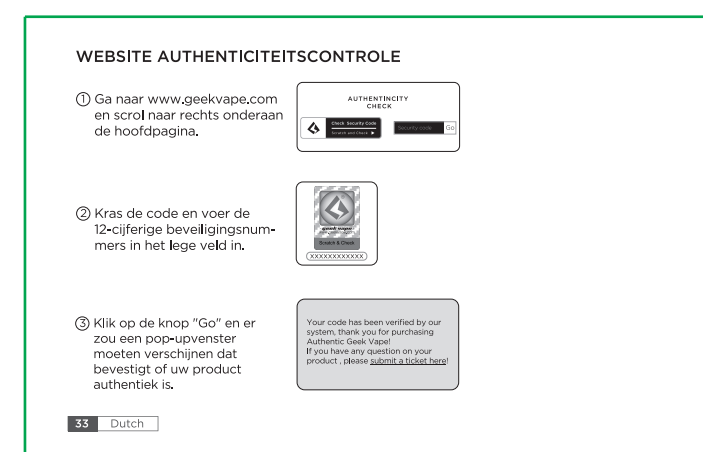 WEBSITE AUTHENTICITEITSCONTROLE
① Ga naar www.geekvape.com
en scrol naar rechts onderaan
de hoofdpagina.
AUTHENTINCITY
CHECK
Check Security Code
Scratch and Check ▶
Security code
Go
② Kras de code en voer de
12-cijferige beveiligingsnum-
mers in het lege veld in.
geek vape
Scratch & Check
XXXXXXXXXXXX
③ Klik op de knop "Go" en er
zou een pop-upvenster
moeten verschijnen dat
bevestigt of uw product
authentiek is.
Your code has been verified by our
system, thank you for purchasing
Authentic Geek Vape!
If you have any question on your
product , please submit a ticket here!
33 Dutch